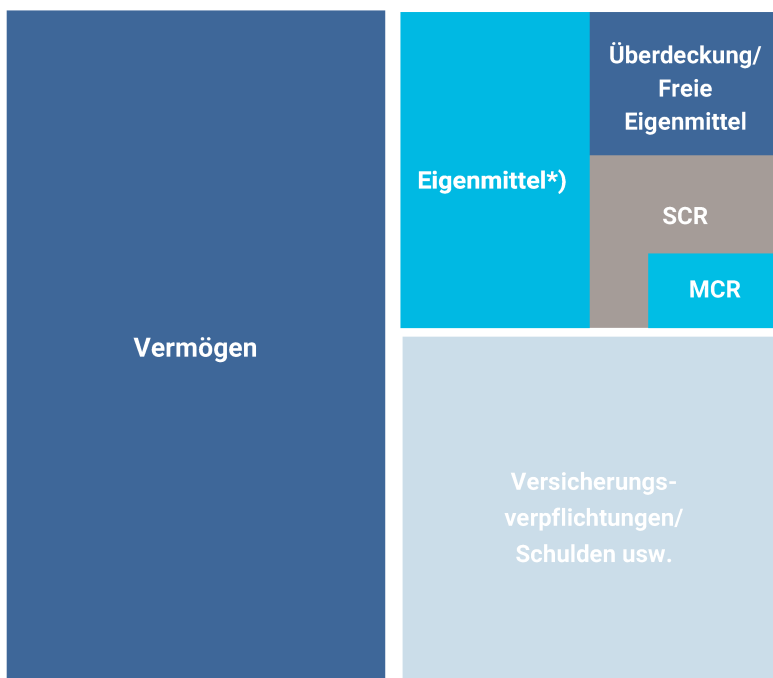 Vermögen
Eigenmittel*)
Überdeckung/
Freie
Eigenmittel
SCR
MCR
Versicherungs-
verpflichtungen/
Schulden usw.